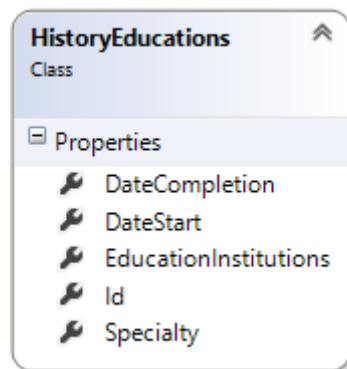 HistoryEducations
Class
Properties
DateCompletion
DateStart
EducationInstitutions
Id
Specialty